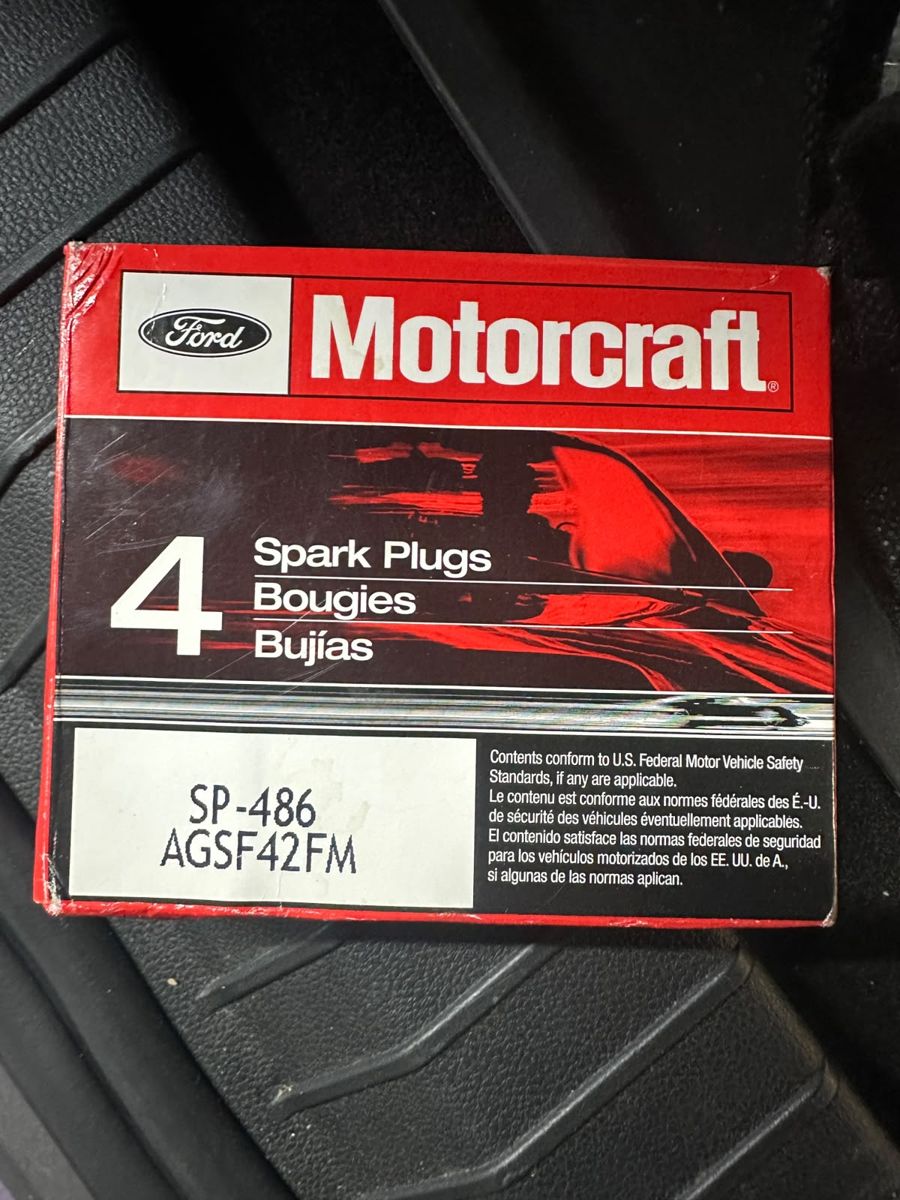 Ford
Motorcraft®
4
Spark Plugs
Bougies
Bujías
SP-486
AGSF42FM
Contents conform to U.S. Federal Motor Vehicle Safety
Standards, if any are applicable.
Le contenu est conforme aux normes fédérales des É.-U.
de sécurité des véhicules éventuellement applicables.
El contenido satisface las normas federales de seguridad
para los vehículos motorizados de los EE. UU. de A.,
si algunas de las normas aplican.